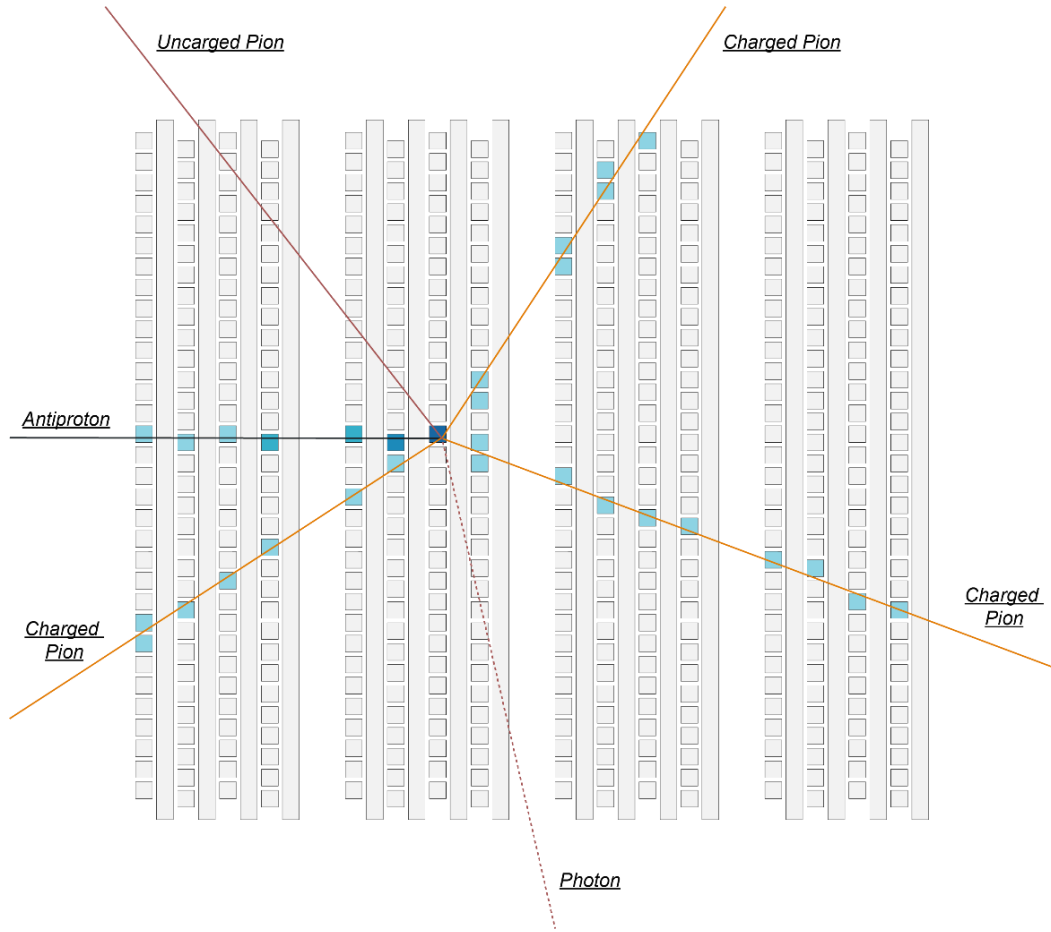 Uncarged Pion
Charged Pion
Antiproton
Charged
Pion
Charged
Pion
Photon